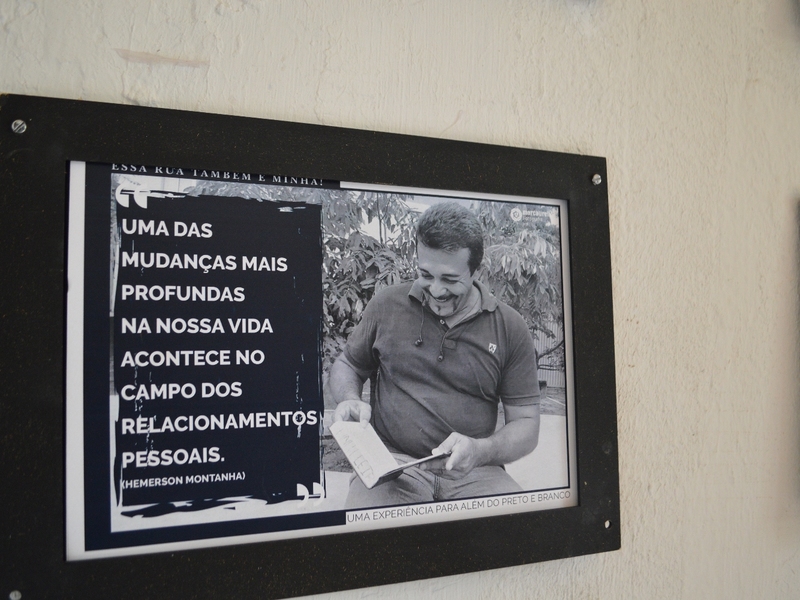 ESSA RUA TAMBÉM É MINHA!
UMA DAS
MUDANÇAS MAIS
PROFUNDAS
NA NOSSA VIDA
ACONTECE NO
CAMPO DOS
RELACIONAMENTOS
PESSOAIS.
(HEMERSON MONTANHA)
UMA EXPERIÊNCIA PARA ALÉM DO PRETO E BRANCO